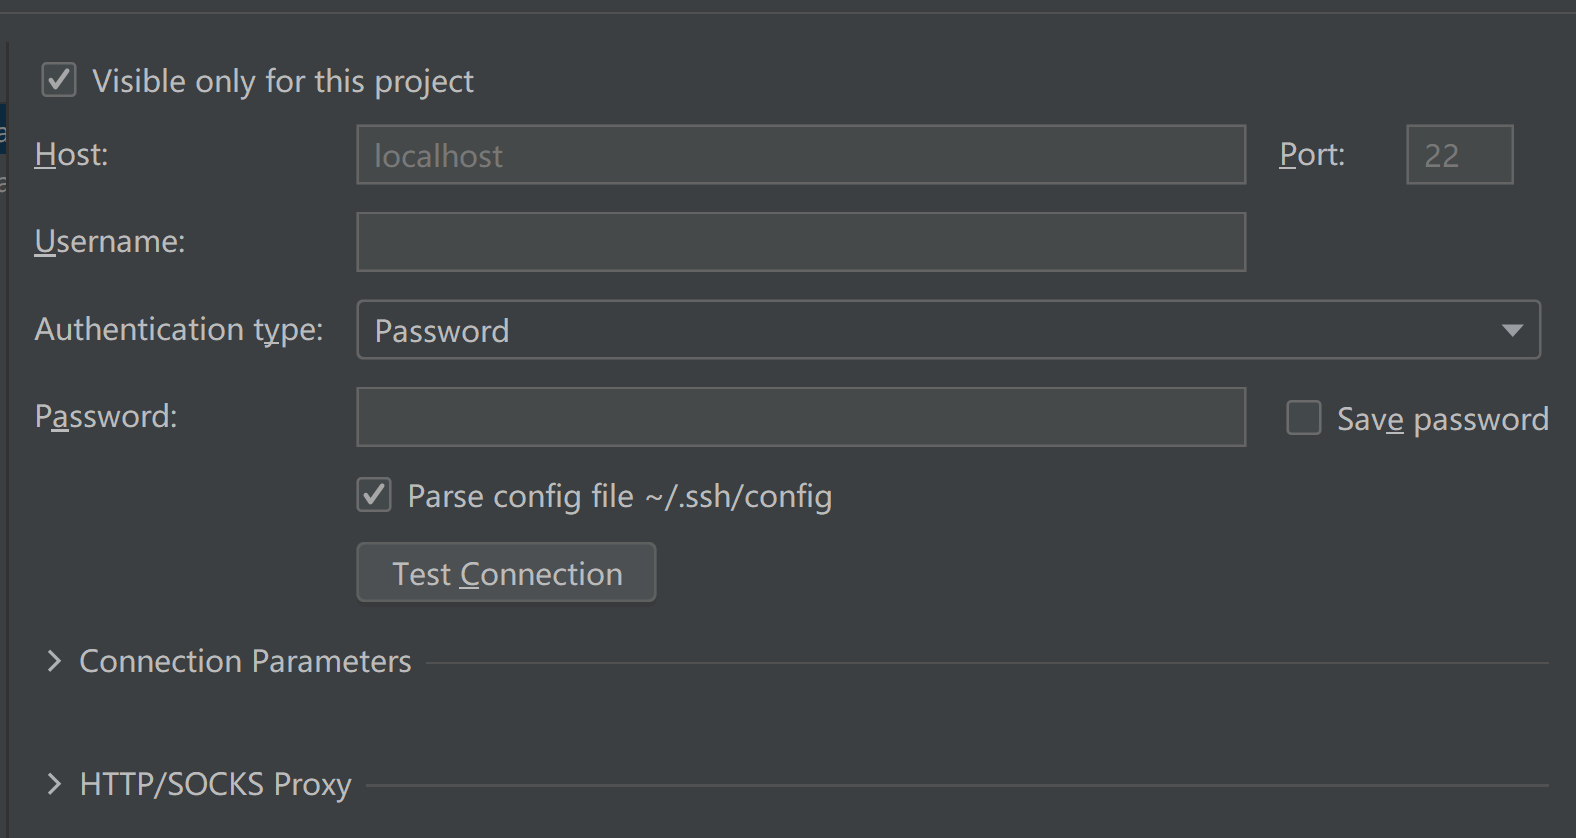 Visible only for this project
Host: localhost Port: 22
Username:
Authentication type: Password
Password: Save password
Parse config file ~/.ssh/config
Test Connection
Connection Parameters
HTTP/SOCKS Proxy